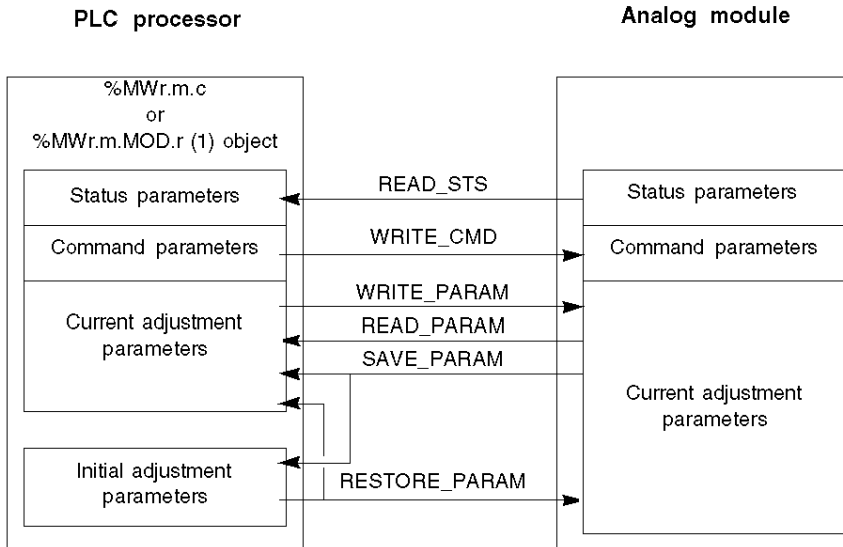 PLC processor
Analog module
%MWr.m.c
or
%MWr.m.MOD.r (1) object
Status parameters
READ_STS
Status parameters
Command parameters
WRITE_CMD
Command parameters
WRITE_PARAM
Current adjustment
parameters
READ_PARAM
SAVE_PARAM
Current adjustment
parameters
Initial adjustment
parameters
RESTORE_PARAM